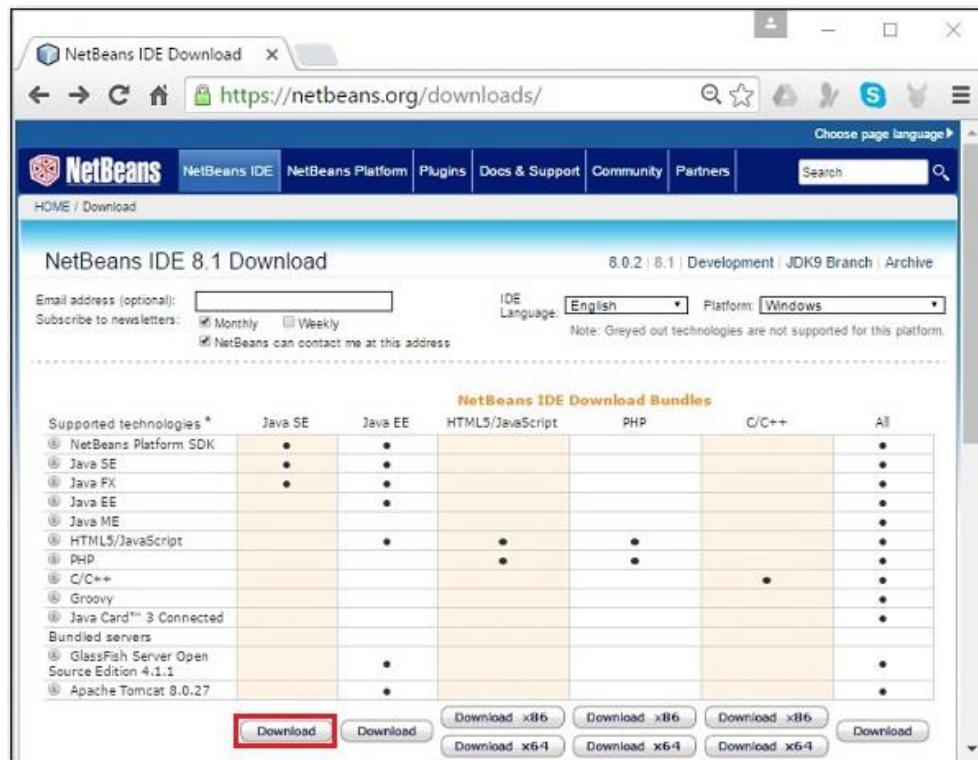 NetBeans IDE Download
https://netbeans.org/downloads/
Choose page language
NetBeans
NetBeans IDE NetBeans Platform Plugins Docs & Support Community Partners Search
HOME / Download
NetBeans IDE 8.1 Download
8.0.2 | 8.1 | Development | JDK9 Branch | Archive
Email address (optional):
Subscribe to newsletters: Monthly Weekly
NetBeans can contact me at this address
IDE Language: English Platform: Windows
Note: Greyed out technologies are not supported for this platform.
NetBeans IDE Download Bundles
Supported technologies * Java SE Java EE HTML5/JavaScript PHP C/C++ All
NetBeans Platform SDK • • •
Java SE • • •
Java FX • • •
Java EE • •
Java ME •
HTML5/JavaScript • • • •
PHP • • •
C/C++ • •
Groovy •
Java Card™ 3 Connected •
Bundled servers
GlassFish Server Open
Source Edition 4.1.1 • •
Apache Tomcat 8.0.27 • •
Download Download Download x86 Download x86 Download x86 Download
Download x64 Download x64 Download x64